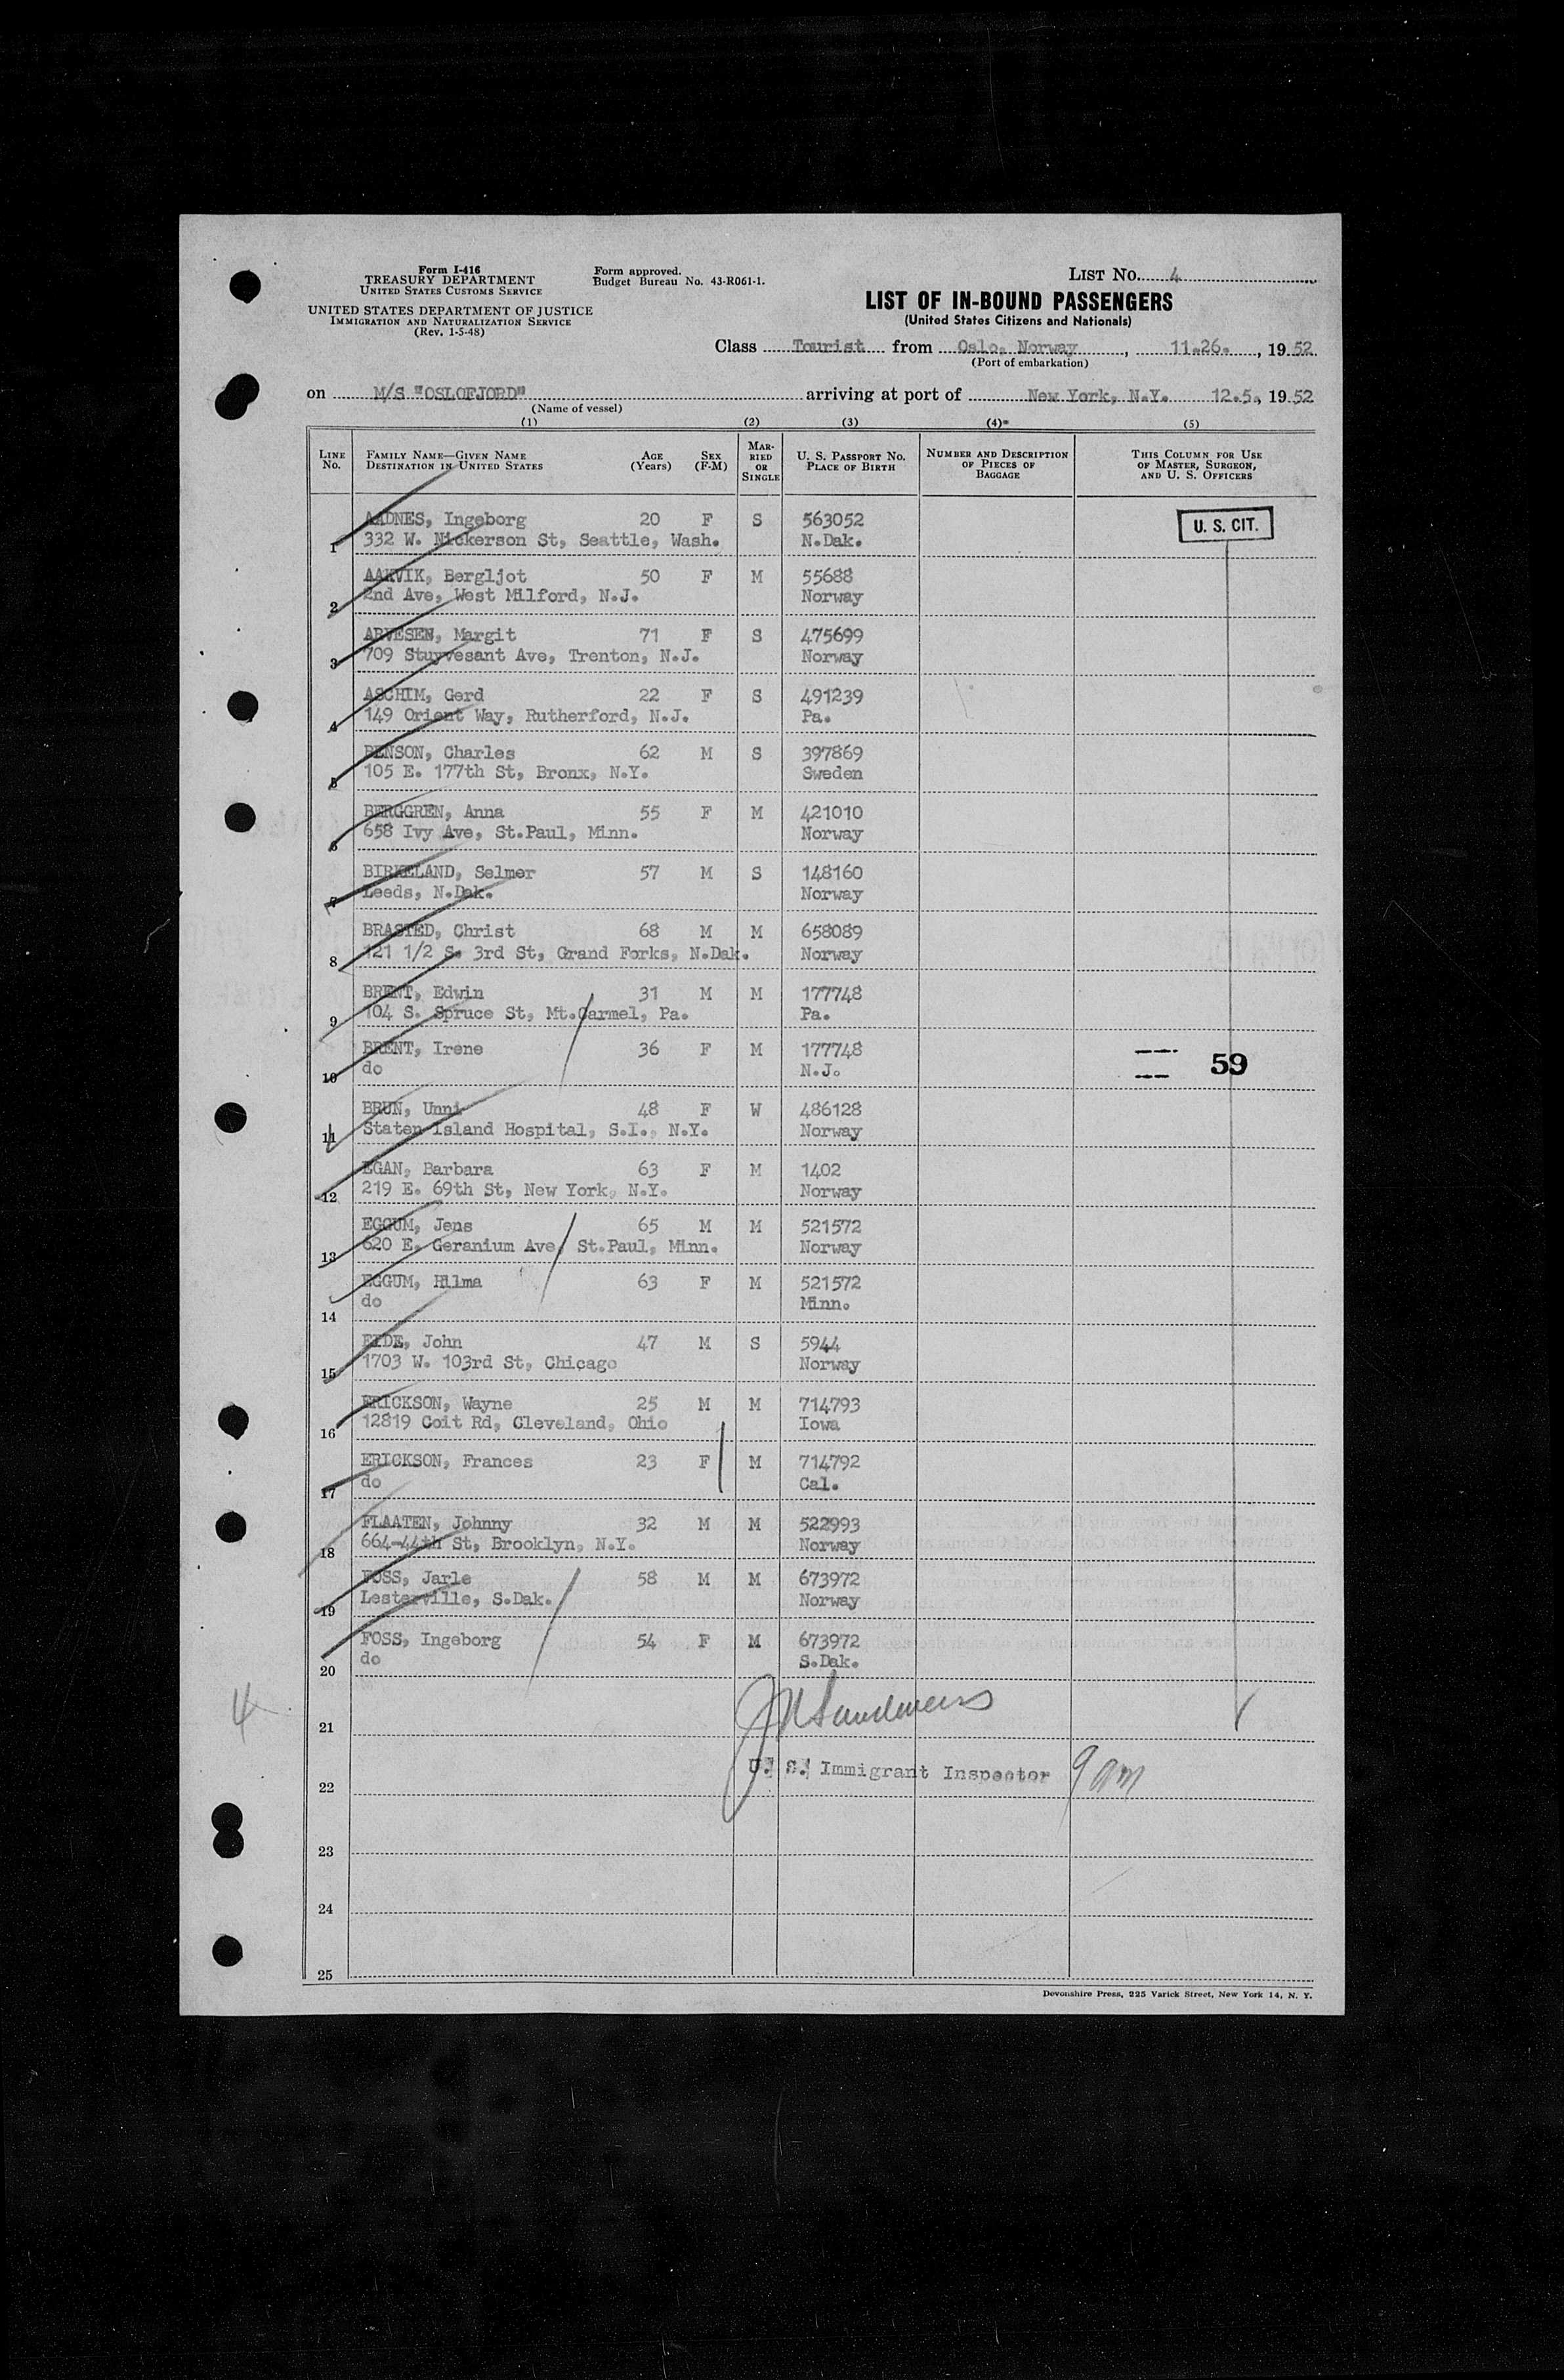 Form I-416
TREASURY DEPARTMENT
UNITED STATES CUSTOMS SERVICE
UNITED STATES DEPARTMENT OF JUSTICE
IMMIGRATION AND NATURALIZATION SERVICE
(Rev. 1-5-48)
Form approved.
Budget Bureau No. 43-R061-1.
LIST NO. 4
LIST OF IN-BOUND PASSENGERS
(United States Citizens and Nationals)
Class Tourist from Oslo, Norway, 11.26., 1952
(Port of embarkation)
on M/S "OSLOFJORD" arriving at port of New York, N.Y. 12.5., 1952
(Name of vessel)
(1) (2) (3) (4)* (5)
LINE NO. FAMILY NAME—GIVEN NAME DESTINATION IN UNITED STATES AGE (Years) SEX (F-M) MARRIED OR SINGLE U. S. PASSPORT NO. PLACE OF BIRTH NUMBER AND DESCRIPTION OF PIECES OF BAGGAGE THIS COLUMN FOR USE OF MASTER, SURGEON, AND U. S. OFFICERS
AADNES, Ingeborg 20 F S 563052 U. S. CIT.
1 332 W. Nickerson St, Seattle, Wash. N.Dak.
AAKVIK, Bergljot 50 F M 55688
2 2nd Ave, West Milford, N.J. Norway
ARVESEN, Margit 71 F S 475699
3 709 Stuyvesant Ave, Trenton, N.J. Norway
ASCHIM, Gerd 22 F S 491239
4 149 Orient Way, Rutherford, N.J. Pa.
BENSON, Charles 62 M S 397869
5 105 E. 177th St, Bronx, N.Y. Sweden
BERGGREN, Anna 55 F M 421010
6 658 Ivy Ave, St.Paul, Minn. Norway
BIRKELAND, Selmer 57 M S 148160
7 Leeds, N.Dak. Norway
BRASTED, Christ 68 M M 658089
8 121 1/2 S. 3rd St, Grand Forks, N.Dak. Norway
BRENT, Edwin 31 M M 177748
9 104 S. Spruce St, Mt.Carmel, Pa. Pa.
BRENT, Irene 36 F M 177748
10 do N.J. 59
BRUN, Unni 48 F W 486128
11 Staten Island Hospital, S.I., N.Y. Norway
EGAN, Barbara 63 F M 1402
12 219 E. 69th St, New York, N.Y. Norway
EGGUM, Jens 65 M M 521572
13 620 E. Geranium Ave, St.Paul, Minn. Norway
EGGUM, Hilma 63 F M 521572
14 do Minn.
EIDE, John 47 M S 5944
15 1703 W. 103rd St, Chicago Norway
ERICKSON, Wayne 25 M M 714793
16 12819 Coit Rd, Cleveland, Ohio Iowa
ERICKSON, Frances 23 F M 714792
17 do Cal.
FLAATEN, Johnny 32 M M 522993
18 664-44th St, Brooklyn, N.Y. Norway
FOSS, Jarle 58 M M 673972
19 Lesterville, S.Dak. Norway
FOSS, Ingeborg 54 F M 673972
20 do S.Dak.
4
21
22 U. S. Immigrant Inspector 9 am
23
24
25
Devonshire Press, 225 Varick Street, New York 14, N. Y.